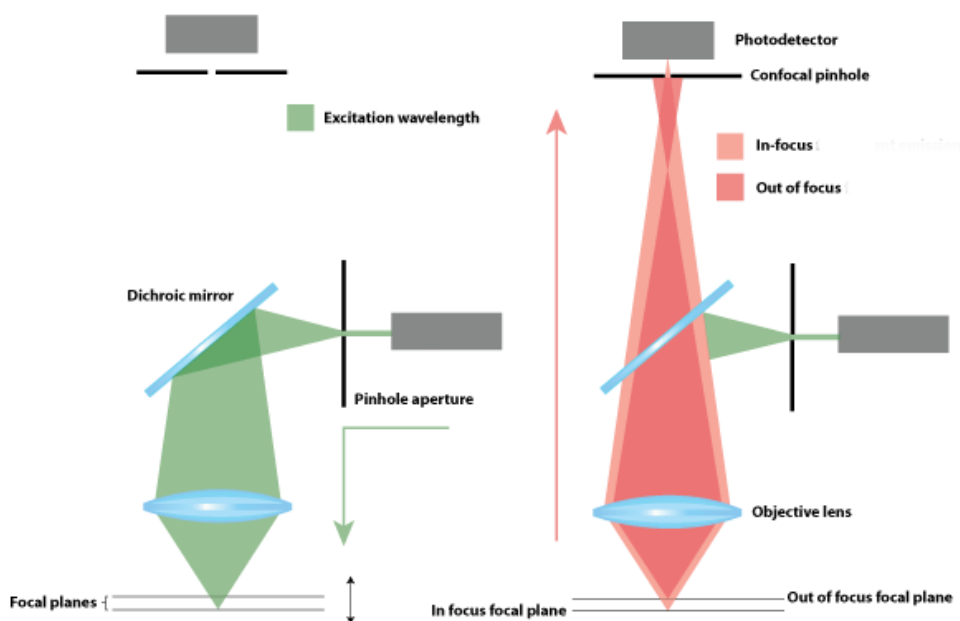 Photodetector
Confocal pinhole
Excitation wavelength
In-focus
Out of focus
Dichroic mirror
Pinhole aperture
Objective lens
Focal planes
Out of focus focal plane
In focus focal plane